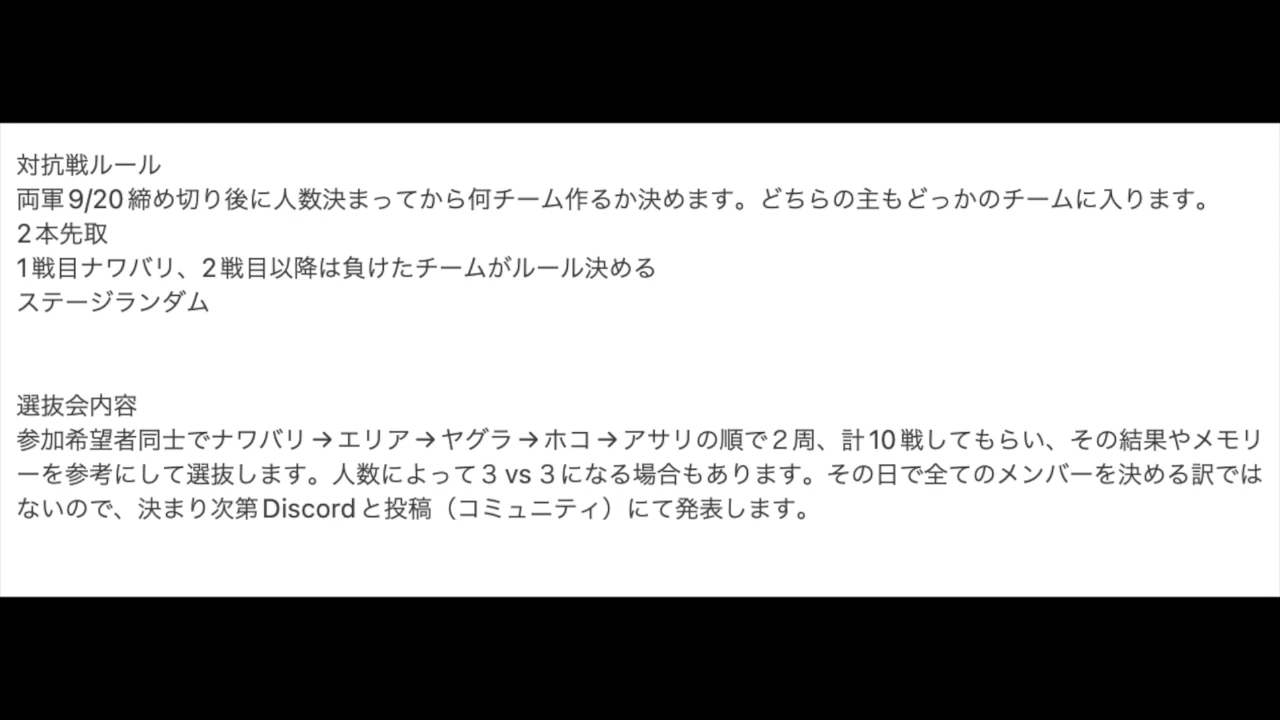 対抗戦ルール
両軍9/20締め切り後に人数決まってから何チーム作るか決めます。どちらの主もどっかのチームに入ります。
2本先取
1戦目ナワバリ、2戦目以降は負けたチームがルール決める
ステージランダム
選抜会内容
参加希望者同士でナワバリ→エリア→ヤグラ→ホコ→アサリの順で２周、計10戦してもらい、その結果やメモリ
ーを参考にして選抜します。人数によって３vs３になる場合もあります。その日で全てのメンバーを決める訳では
ないので、決まり次第Discordと投稿（コミュニティ）にて発表します。